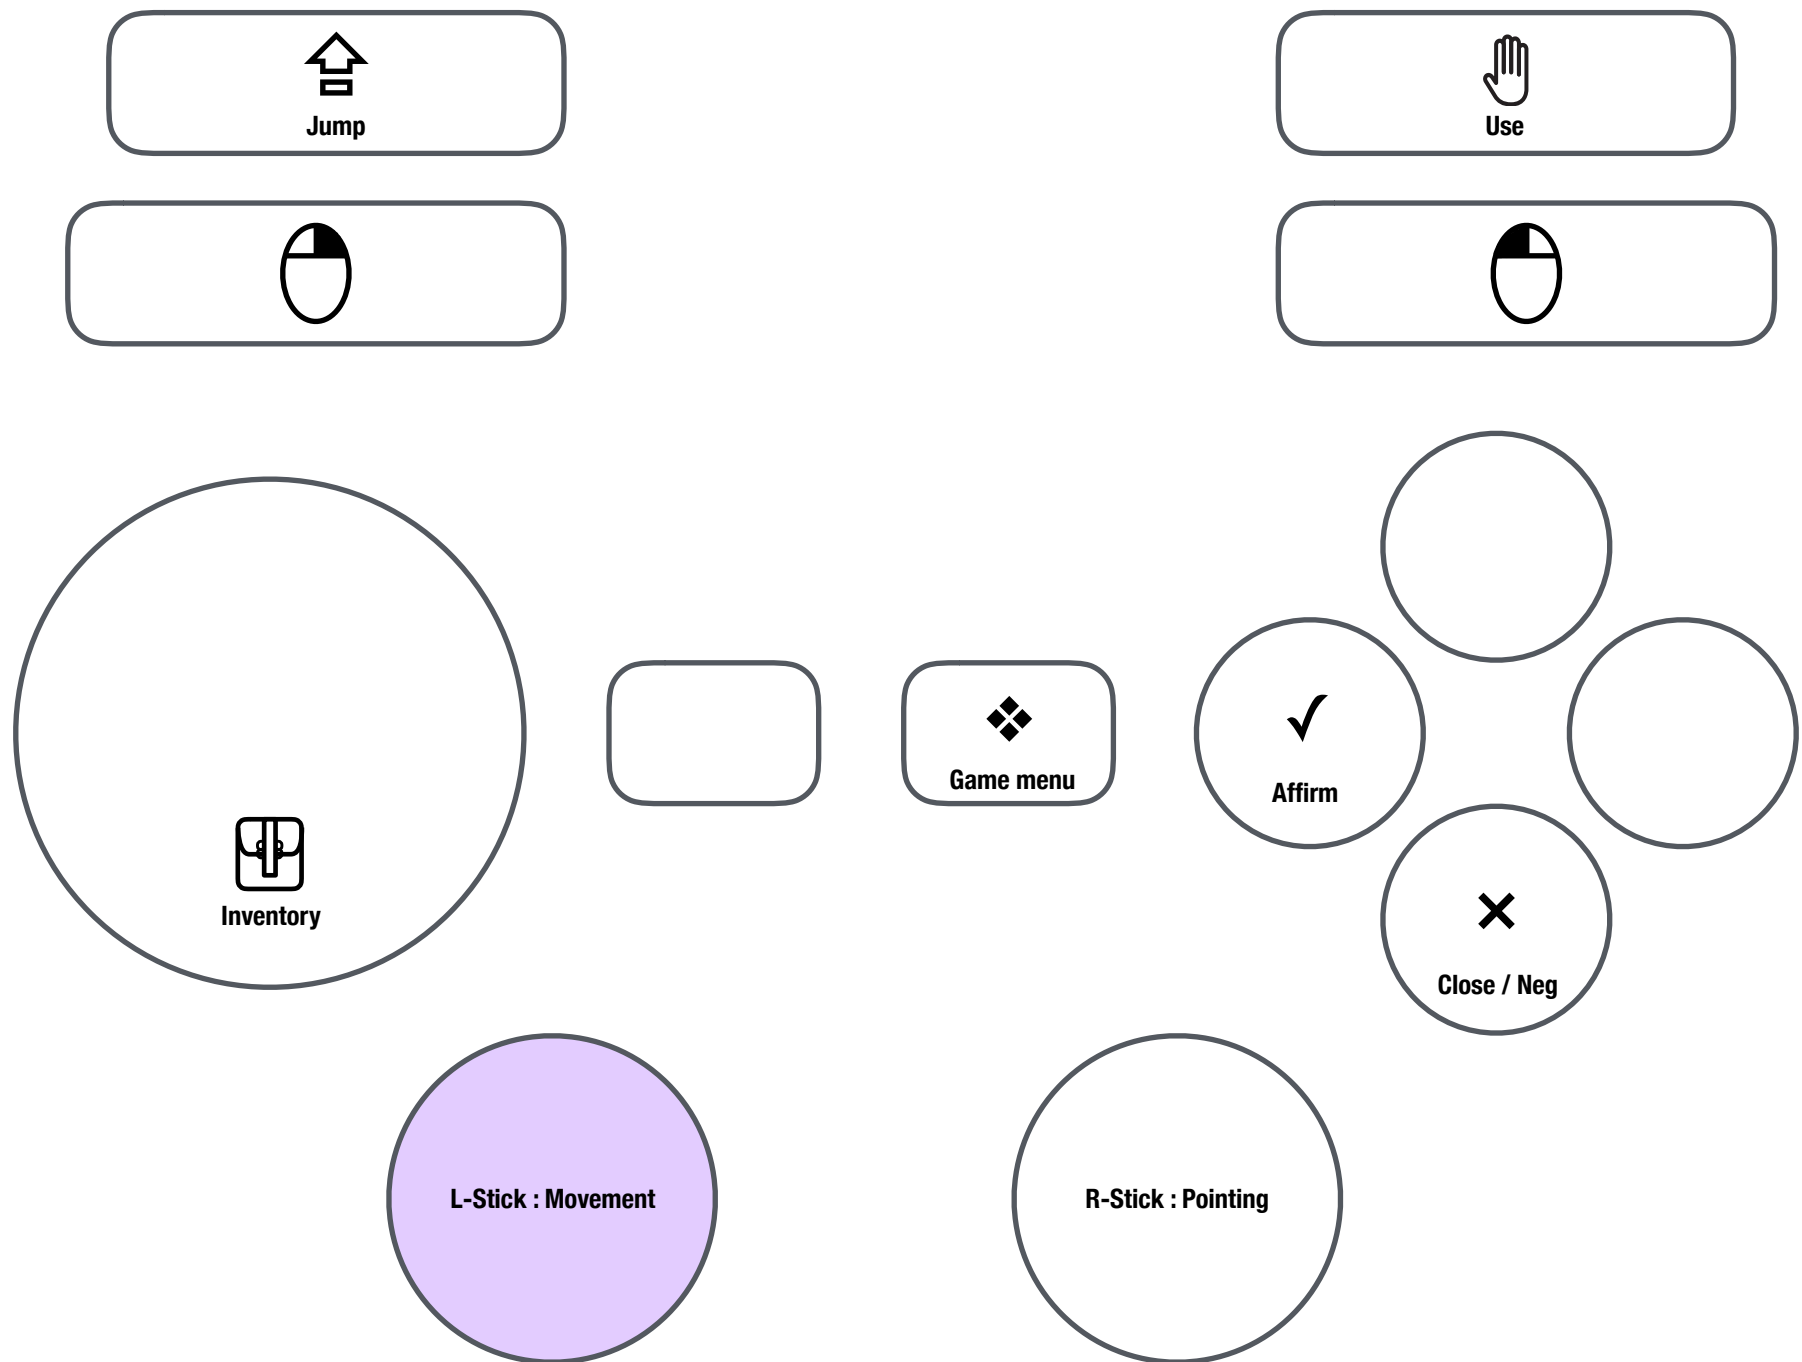 Jump
Use
Game menu
Affirm
Inventory
Close / Neg
L-Stick : Movement
R-Stick : Pointing